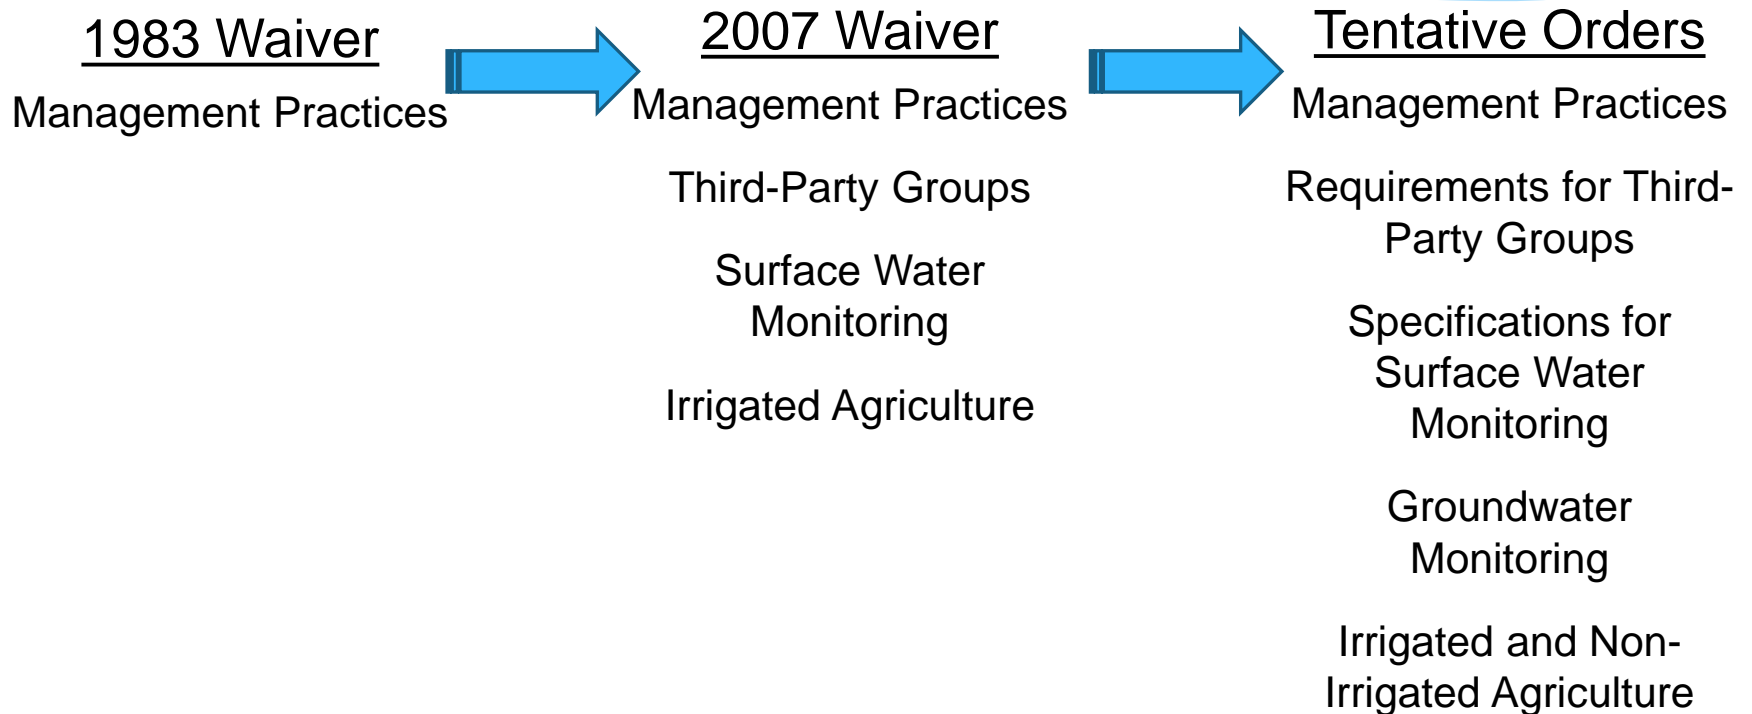 1983 Waiver
Management Practices
2007 Waiver
Management Practices
Third-Party Groups
Surface Water
Monitoring
Irrigated Agriculture
Tentative Orders
Management Practices
Requirements for Third-
Party Groups
Specifications for
Surface Water
Monitoring
Groundwater
Monitoring
Irrigated and Non-
Irrigated Agriculture